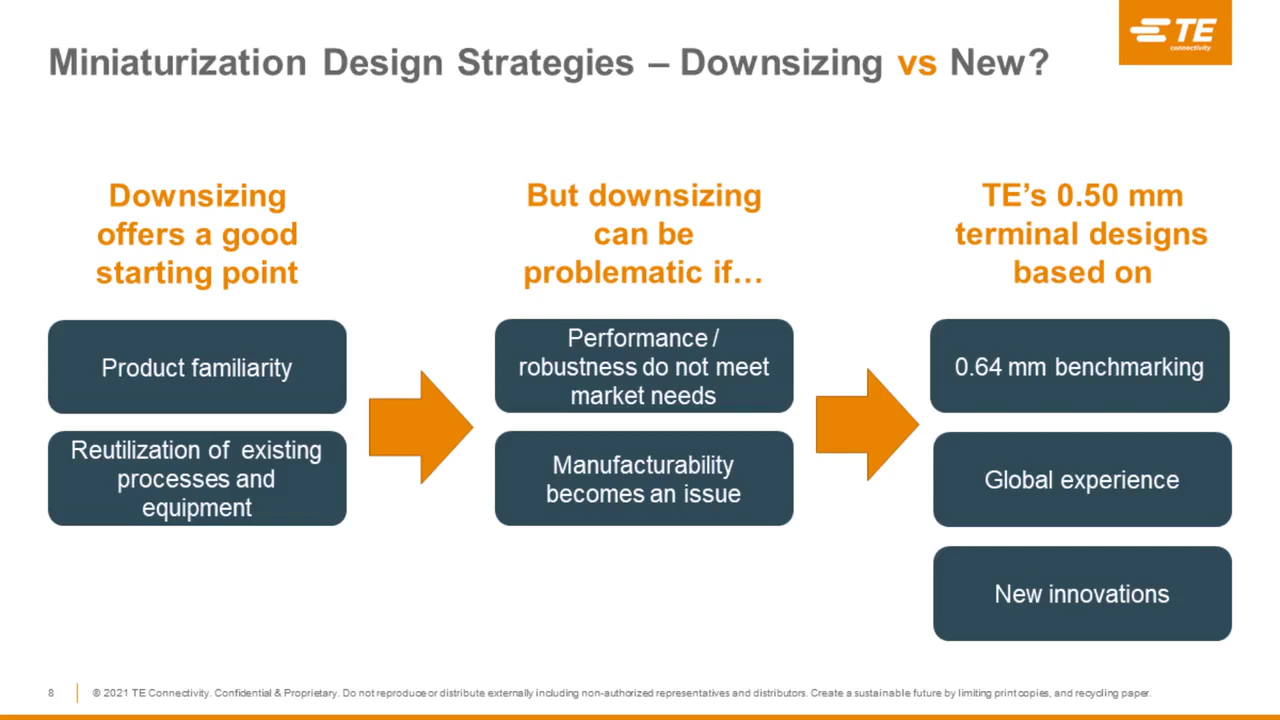 Miniaturization Design Strategies – Downsizing vs New?
TE
connectivity
Downsizing
offers a good
starting point
Product familiarity
Reutilization of existing
processes and
equipment
But downsizing
can be
problematic if…
Performance /
robustness do not meet
market needs
Manufacturability
becomes an issue
TE’s 0.50 mm
terminal designs
based on
0.64 mm benchmarking
Global experience
New innovations
8
© 2021 TE Connectivity. Confidential & Proprietary. Do not reproduce or distribute externally including non-authorized representatives and distributors. Create a sustainable future by limiting print copies, and recycling paper.